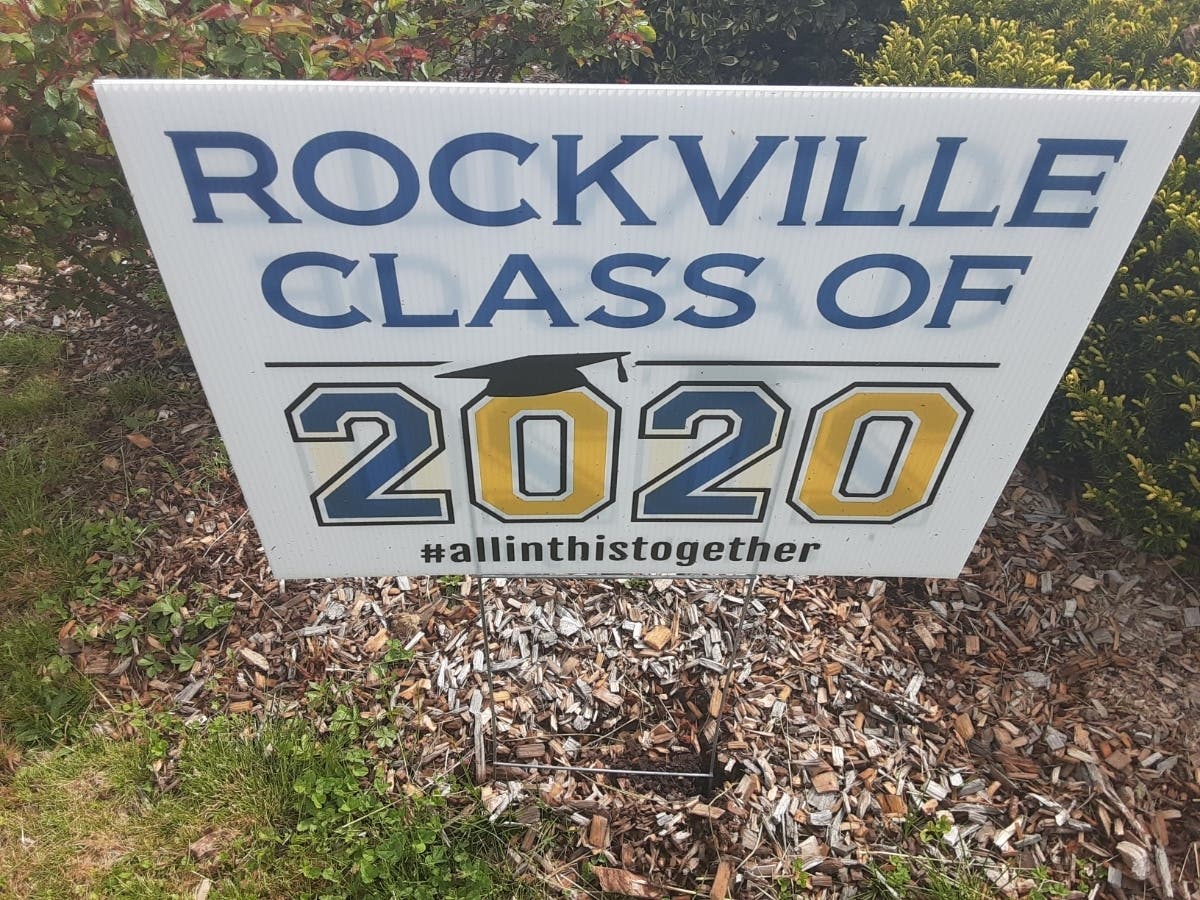 ROCKVILLE
CLASS OF
2020
#allinthistogether